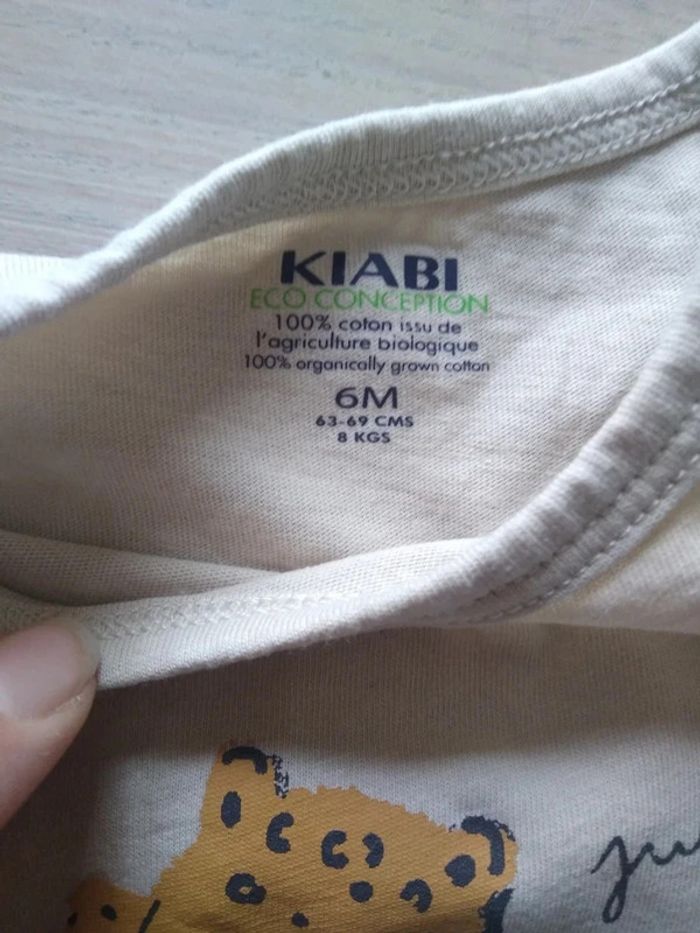 KIABI
ECO CONCEPTION
100% coton issu de
l'agriculture biologique
100% organically grown cotton
6M
63-69 CMS
8 KGS